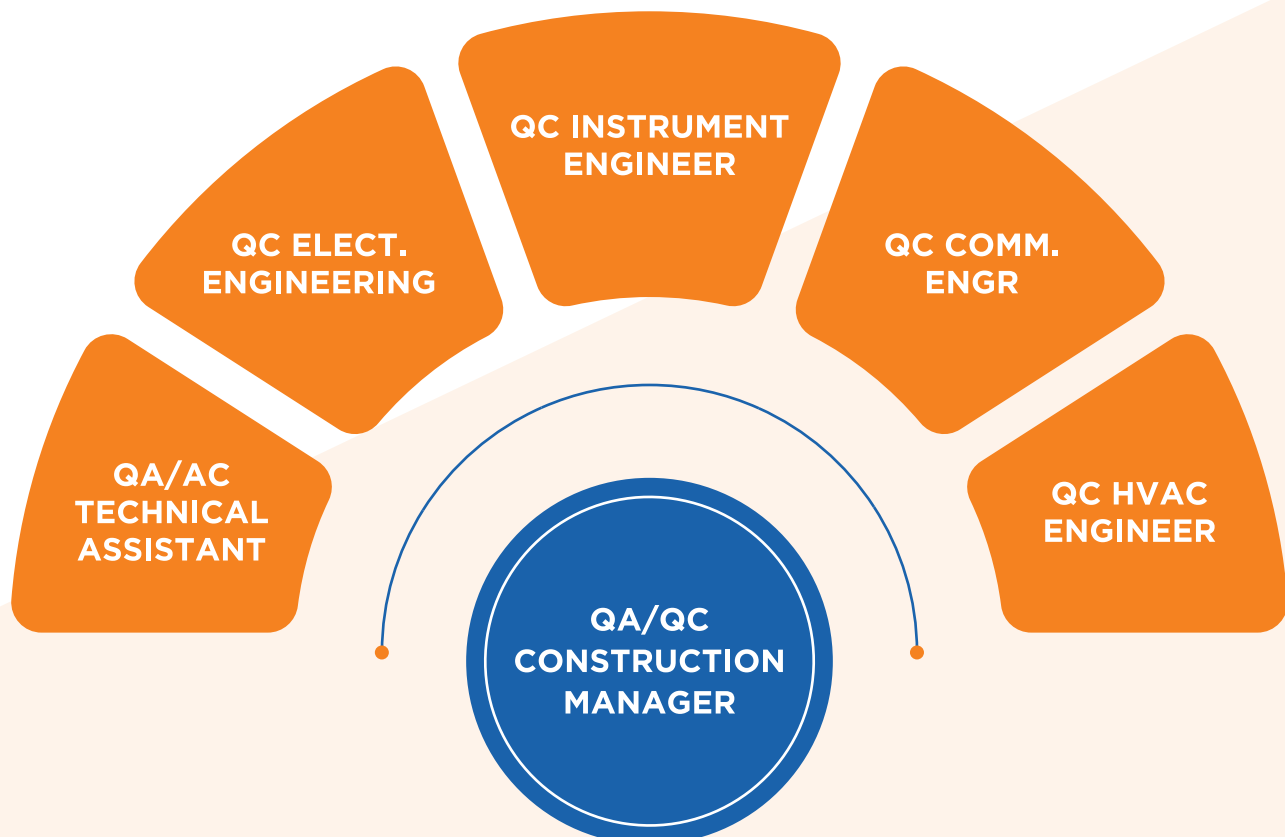 QC INSTRUMENT
ENGINEER
QC ELECT.
ENGINEERING
QC COMM.
ENGR
QA/AC
TECHNICAL
ASSISTANT
QC HVAC
ENGINEER
QA/QC
CONSTRUCTION
MANAGER